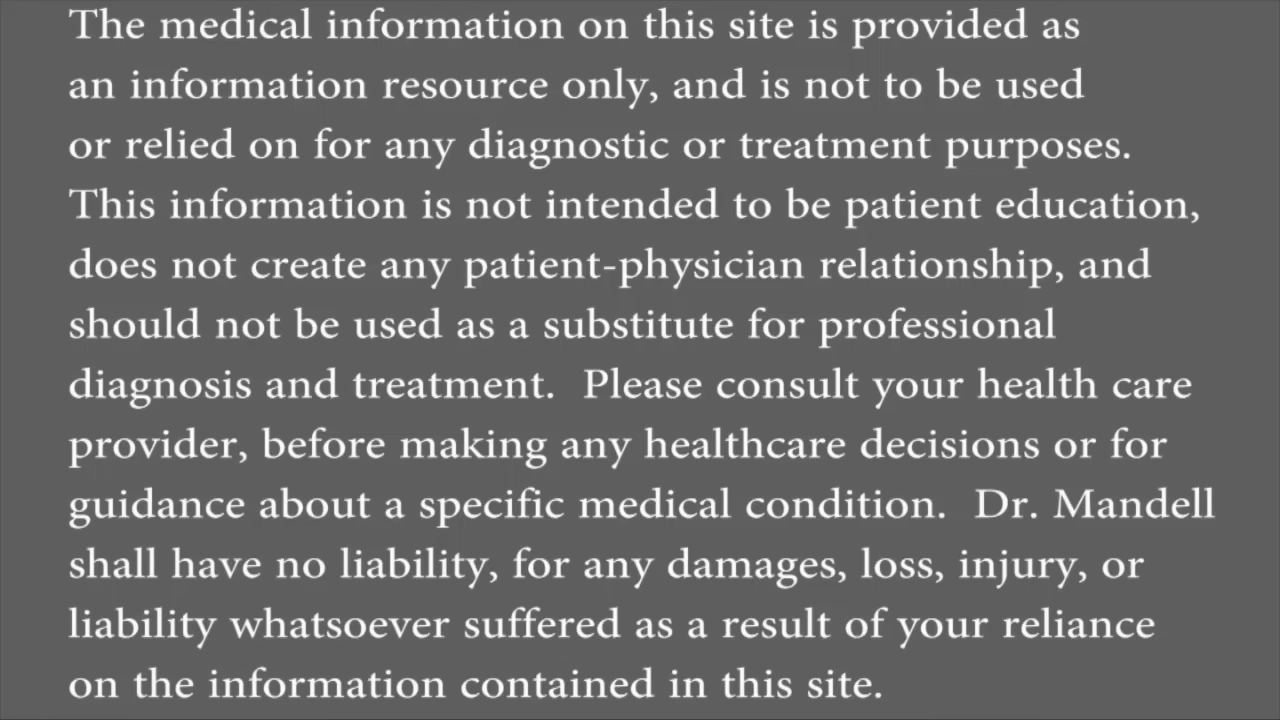 The medical information on this site is provided as
an information resource only, and is not to be used
or relied on for any diagnostic or treatment purposes.
This information is not intended to be patient education,
does not create any patient-physician relationship, and
should not be used as a substitute for professional
diagnosis and treatment.  Please consult your health care
provider, before making any healthcare decisions or for
guidance about a specific medical condition.  Dr. Mandell
shall have no liability, for any damages, loss, injury, or
liability whatsoever suffered as a result of your reliance
on the information contained in this site.